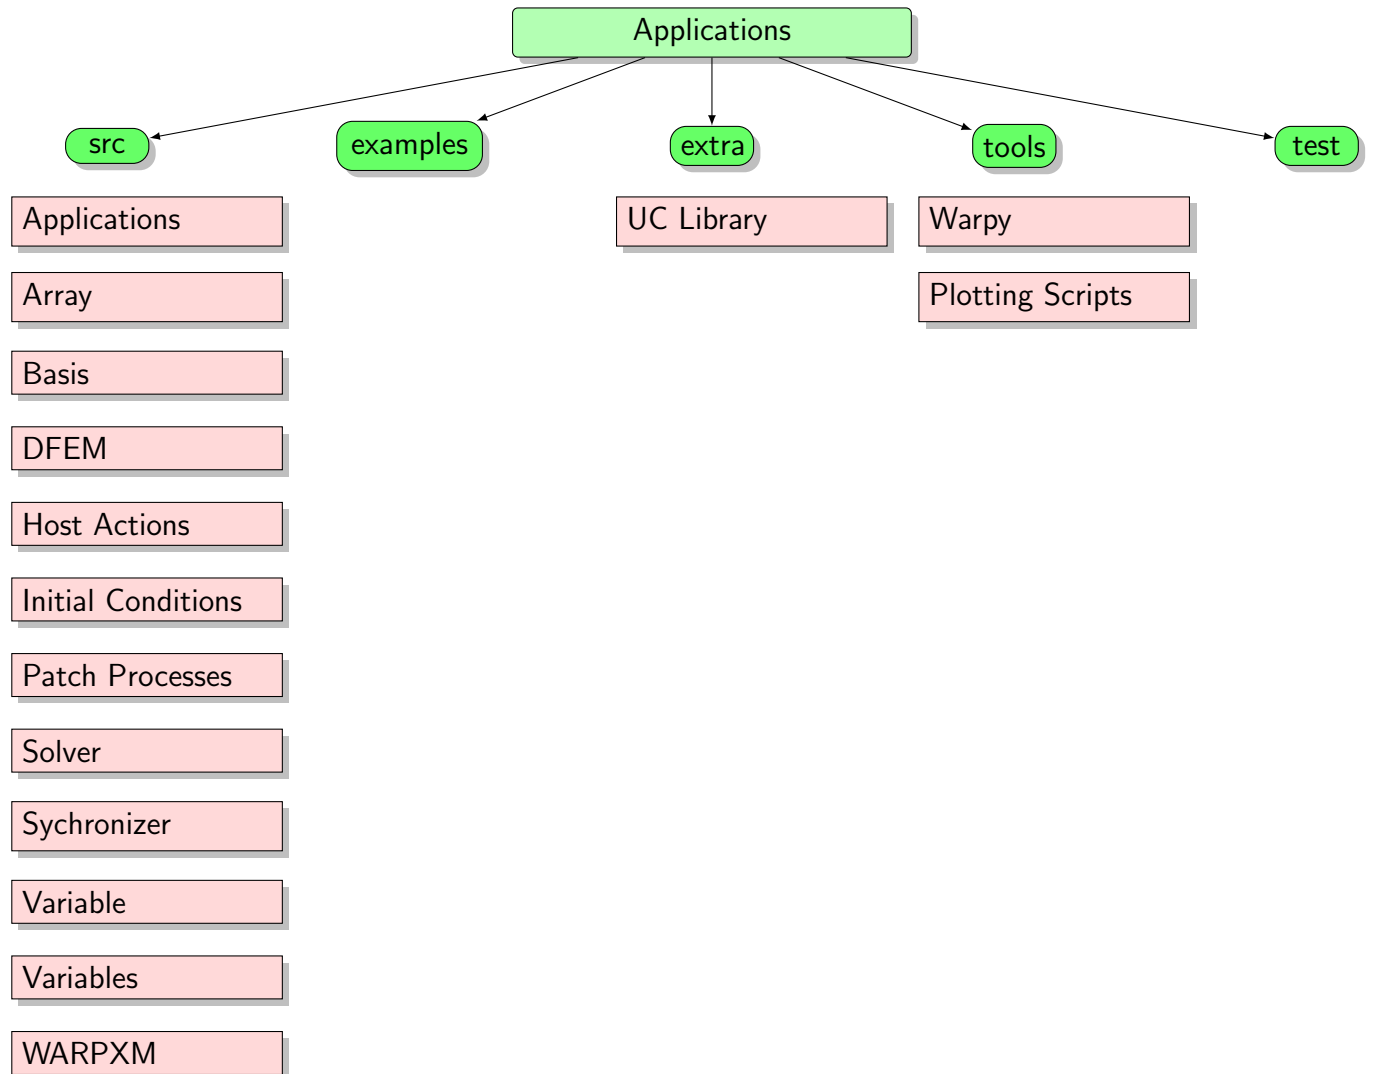 Applications
src
examples
extra
tools
test
Applications
UC Library
Warpy
Array
Plotting Scripts
Basis
DFEM
Host Actions
Initial Conditions
Patch Processes
Solver
Sychronizer
Variable
Variables
WARPXM